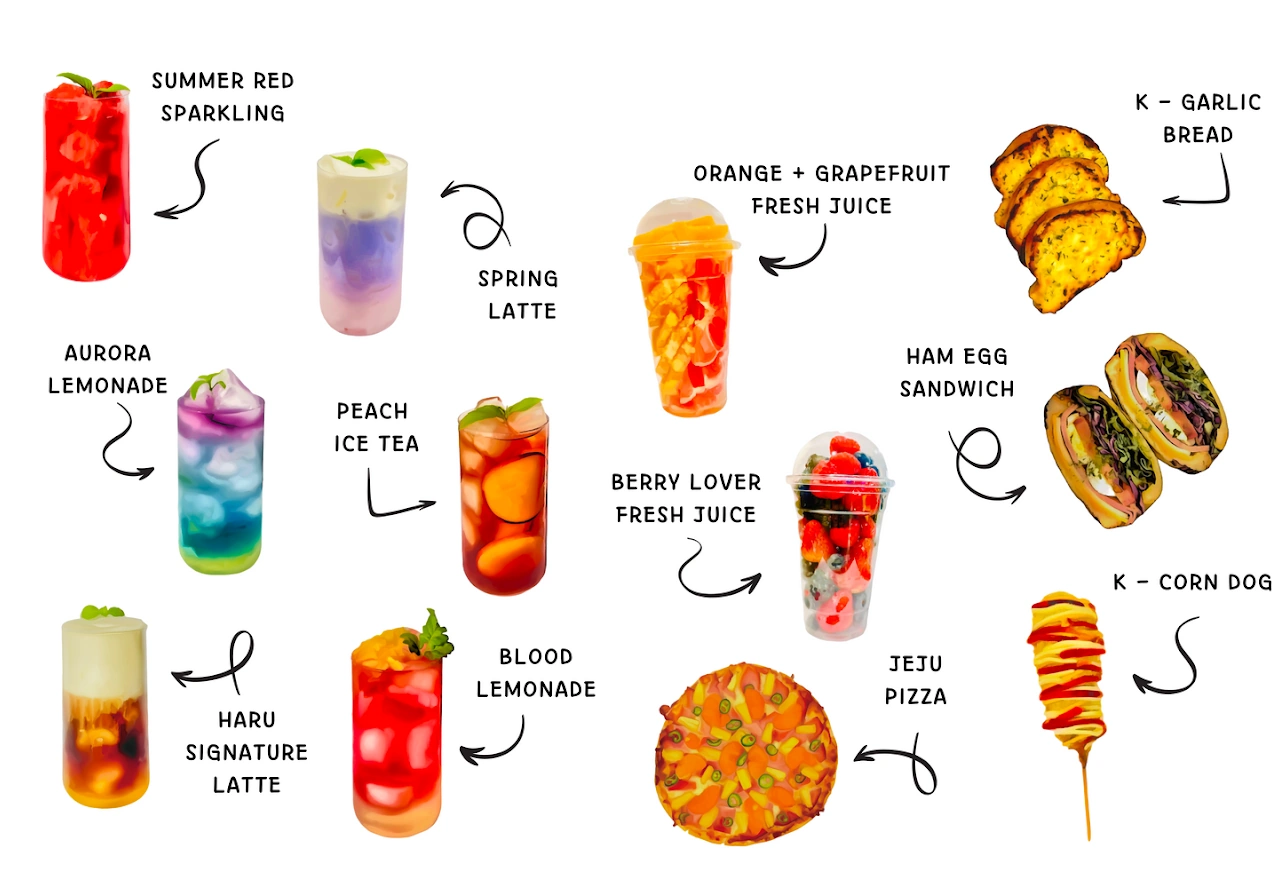 SUMMER RED
SPARKLING
K - GARLIC
BREAD
ORANGE + GRAPEFRUIT
FRESH JUICE
SPRING
LATTE
AURORA
LEMONADE
HAM EGG
SANDWICH
PEACH
ICE TEA
BERRY LOVER
FRESH JUICE
K - CORN DOG
BLOOD
LEMONADE
JEJU
PIZZA
HARU
SIGNATURE
LATTE